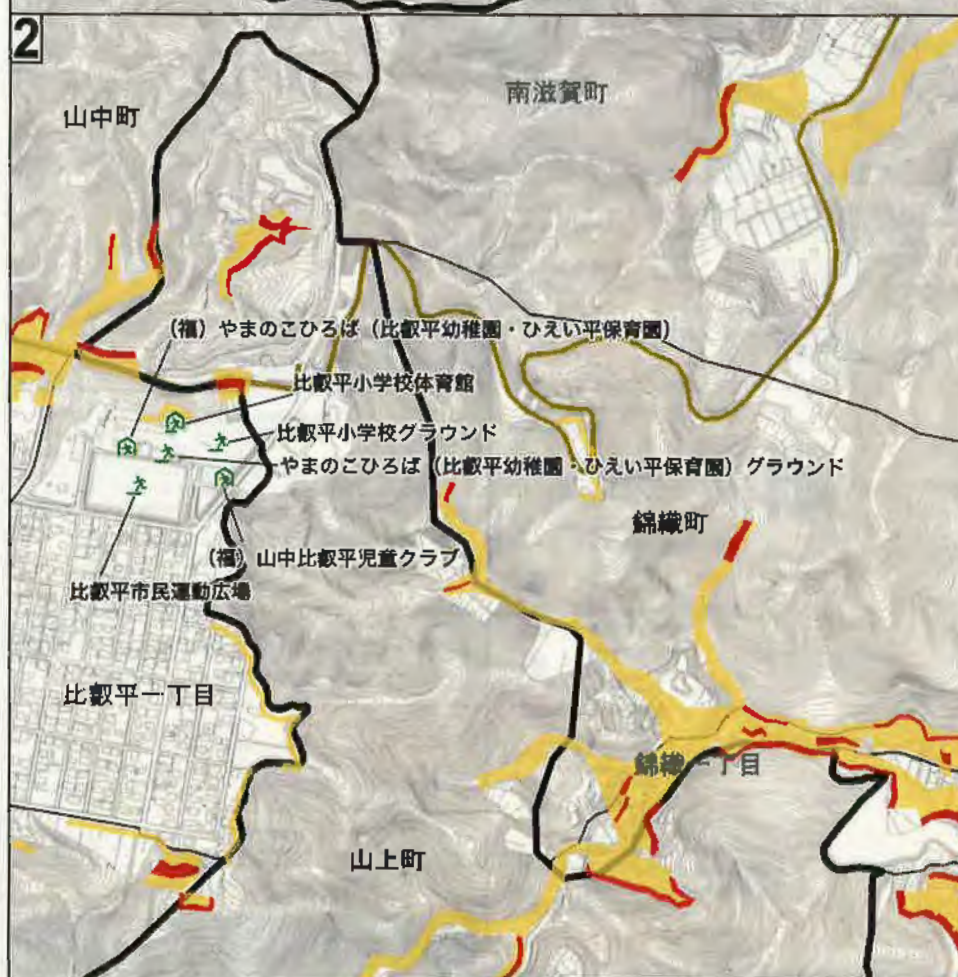 2
山中町
南滋賀町
(福) やまのこひろば (比叡平幼稚園・ひえい平保育園)
比叡平小学校体育館
比叡平小学校グラウンド
やまのこひろば (比叡平幼稚園・ひえい平保育園) グラウンド
錦織町
(福) 山中比叡平児童クラブ
比叡平市民運動広場
比叡平一丁目
錦織一丁目
山上町